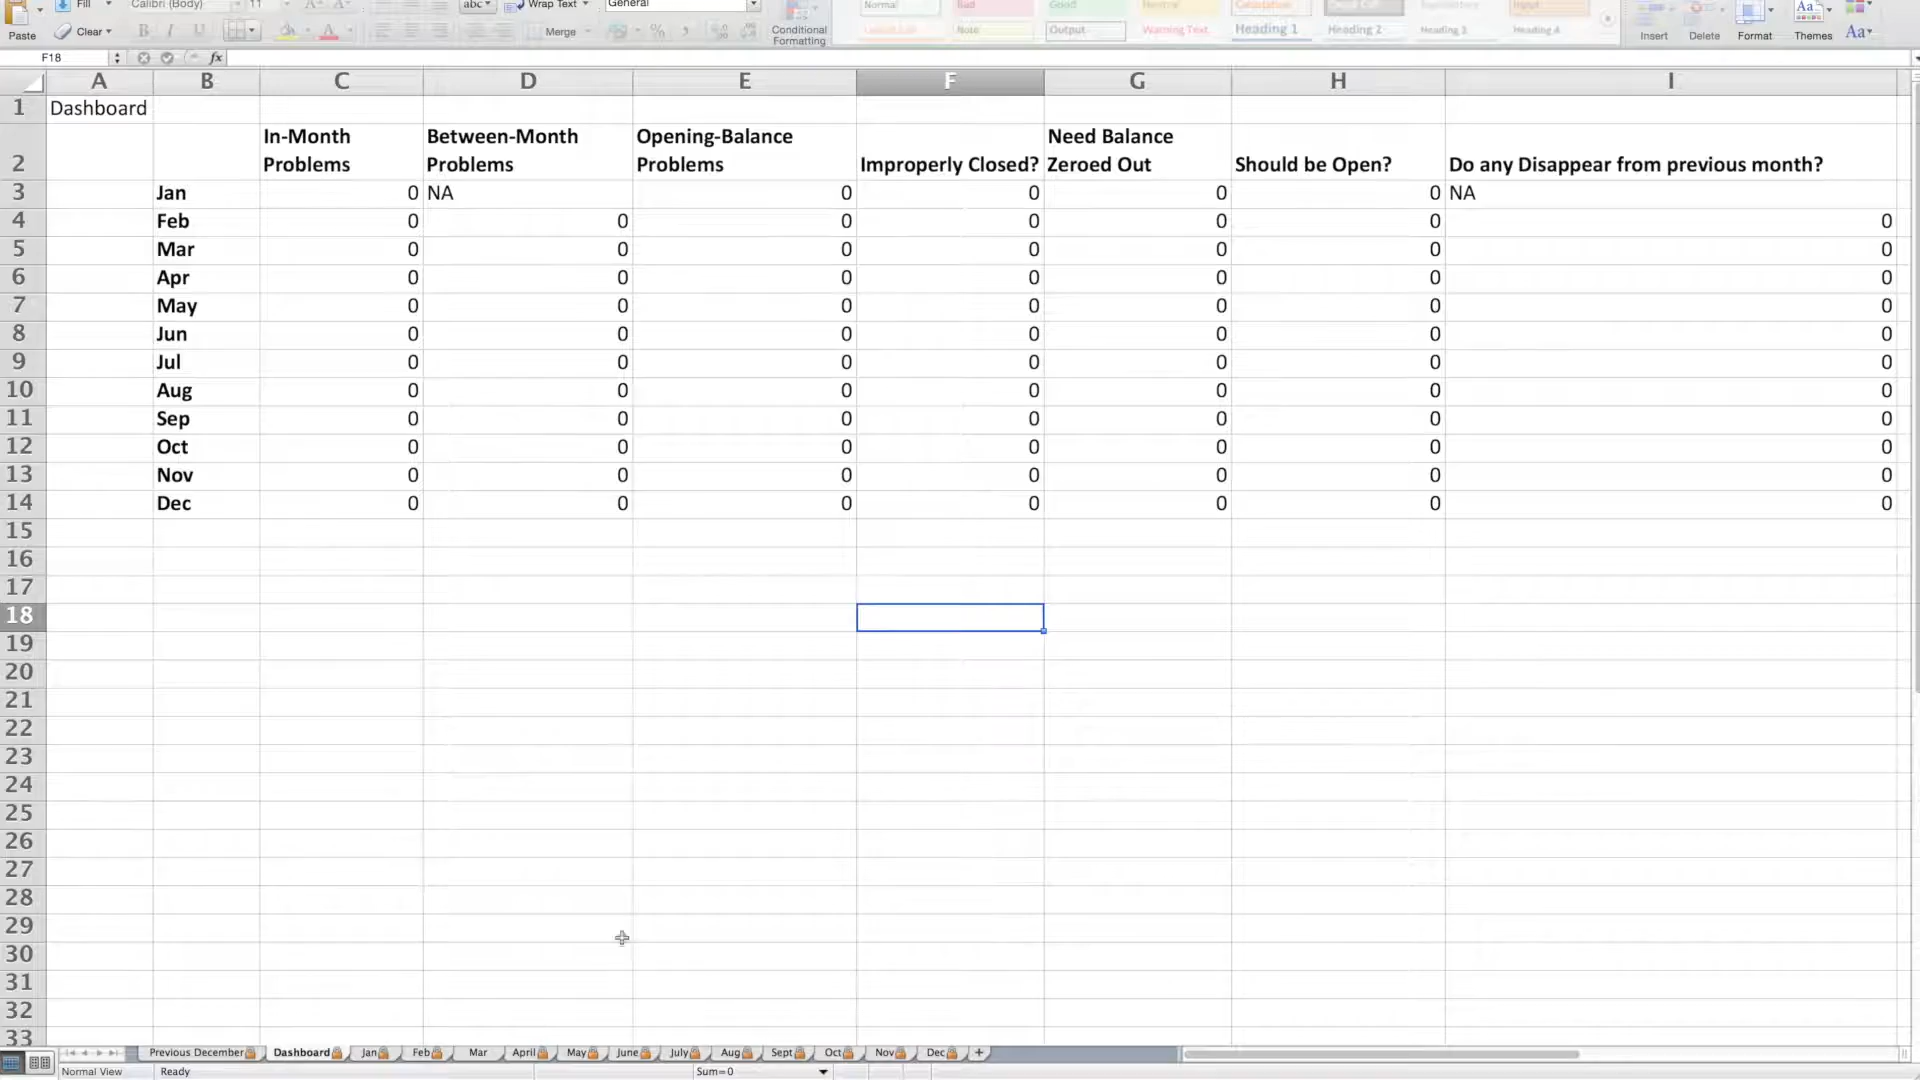 Fill Calibri (Body) 11 abc Wrap Text General Normal Bad Good Neutral Calculation Input
Paste Clear B I U A Merge % Conditional Formatting Note Output Warning Text Heading 1 Heading 2 Heading 3 Heading 4 Insert Delete Format Themes Aa
F18 fx
A B C D E F G H I
1 Dashboard
2 In-Month Problems Between-Month Problems Opening-Balance Problems Improperly Closed? Need Balance Zeroed Out Should be Open? Do any Disappear from previous month?
3 Jan 0 NA 0 0 0 0 NA
4 Feb 0 0 0 0 0 0 0
5 Mar 0 0 0 0 0 0 0
6 Apr 0 0 0 0 0 0 0
7 May 0 0 0 0 0 0 0
8 Jun 0 0 0 0 0 0 0
9 Jul 0 0 0 0 0 0 0
10 Aug 0 0 0 0 0 0 0
11 Sep 0 0 0 0 0 0 0
12 Oct 0 0 0 0 0 0 0
13 Nov 0 0 0 0 0 0 0
14 Dec 0 0 0 0 0 0 0
15
16
17
18
19
20
21
22
23
24
25
26
27
28
29
30
31
32
33
Previous December Dashboard Jan Feb Mar April May June July Aug Sept Oct Nov Dec +
Normal View Ready Sum=0